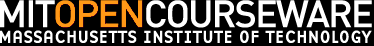 MITOPENCOURSEWARE
MASSACHUSETTS INSTITUTE OF TECHNOLOGY